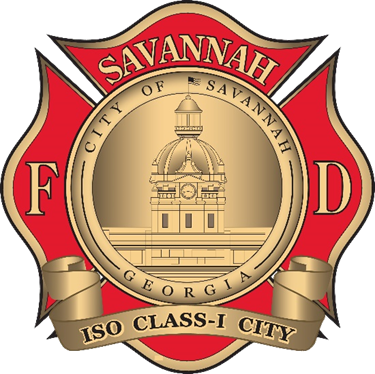 SAVANNAH
CITY OF SAVANNAH
F D
GEORGIA
ISO CLASS-I CITY